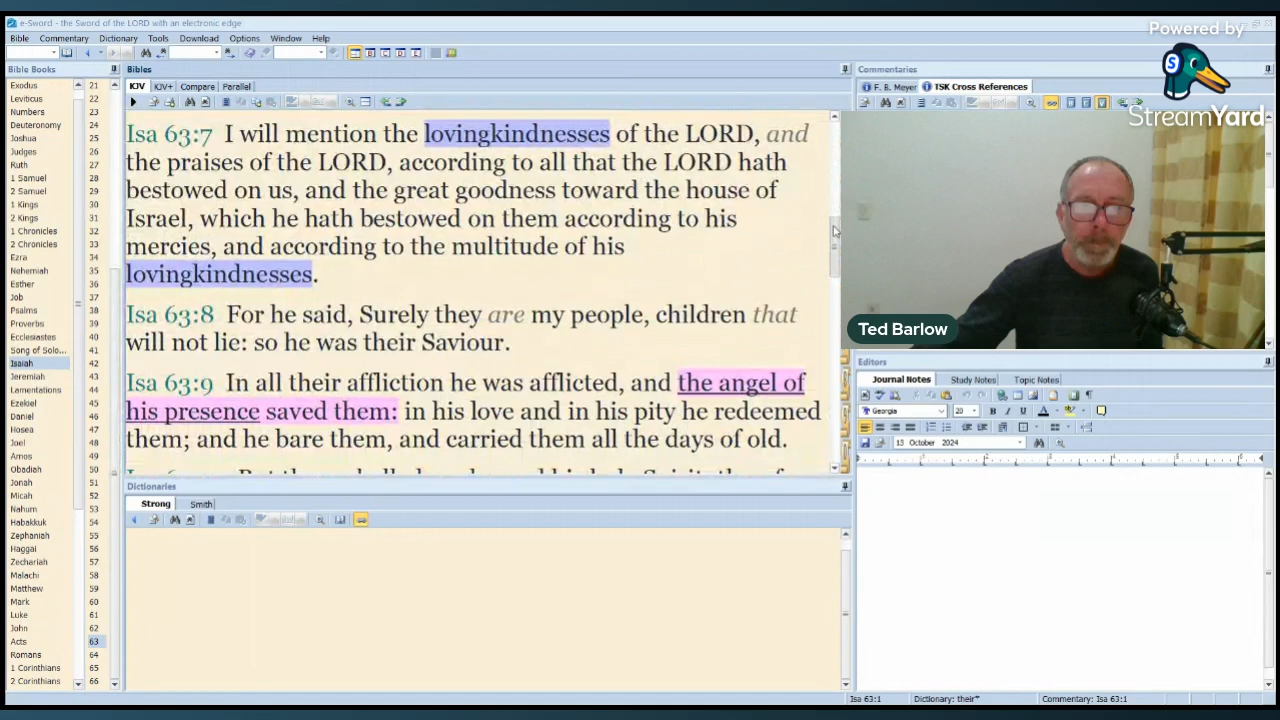 e-Sword - the Sword of the LORD with an electronic edge
Bible Commentary Dictionary Tools Download Options Window Help
Powered by
StreamYard
Bible Books
Exodus 21
Leviticus 22
Numbers 23
Deuteronomy 24
Joshua 25
Judges 26
Ruth 27
1 Samuel 28
2 Samuel 29
1 Kings 30
2 Kings 31
1 Chronicles 32
2 Chronicles 33
Ezra 34
Nehemiah 35
Esther 36
Job 37
Psalms 38
Proverbs 39
Ecclesiastes 40
Song of Solo... 41
Isaiah 42
Jeremiah 43
Lamentations 44
Ezekiel 45
Daniel 46
Hosea 47
Joel 48
Amos 49
Obadiah 50
Jonah 51
Micah 52
Nahum 53
Habakkuk 54
Zephaniah 55
Haggai 56
Zechariah 57
Malachi 58
Matthew 59
Mark 60
Luke 61
John 62
Acts 63
Romans 64
1 Corinthians 65
2 Corinthians 66
Bibles
KJV KJV+ Compare Parallel
Isa 63:7 I will mention the lovingkindnesses of the LORD, and
the praises of the LORD, according to all that the LORD hath
bestowed on us, and the great goodness toward the house of
Israel, which he hath bestowed on them according to his
mercies, and according to the multitude of his
lovingkindnesses.
Isa 63:8 For he said, Surely they are my people, children that
will not lie: so he was their Saviour.
Isa 63:9 In all their affliction he was afflicted, and the angel of
his presence saved them: in his love and in his pity he redeemed
them; and he bare them, and carried them all the days of old.
Dictionaries
Strong Smith
Commentaries
F. B. Meyer TSK Cross References
Ted Barlow
Editors
Journal Notes Study Notes Topic Notes
Georgia 20 B I U A
13 October 2024
Isa 63:1 Dictionary: their* Commentary: Isa 63:1